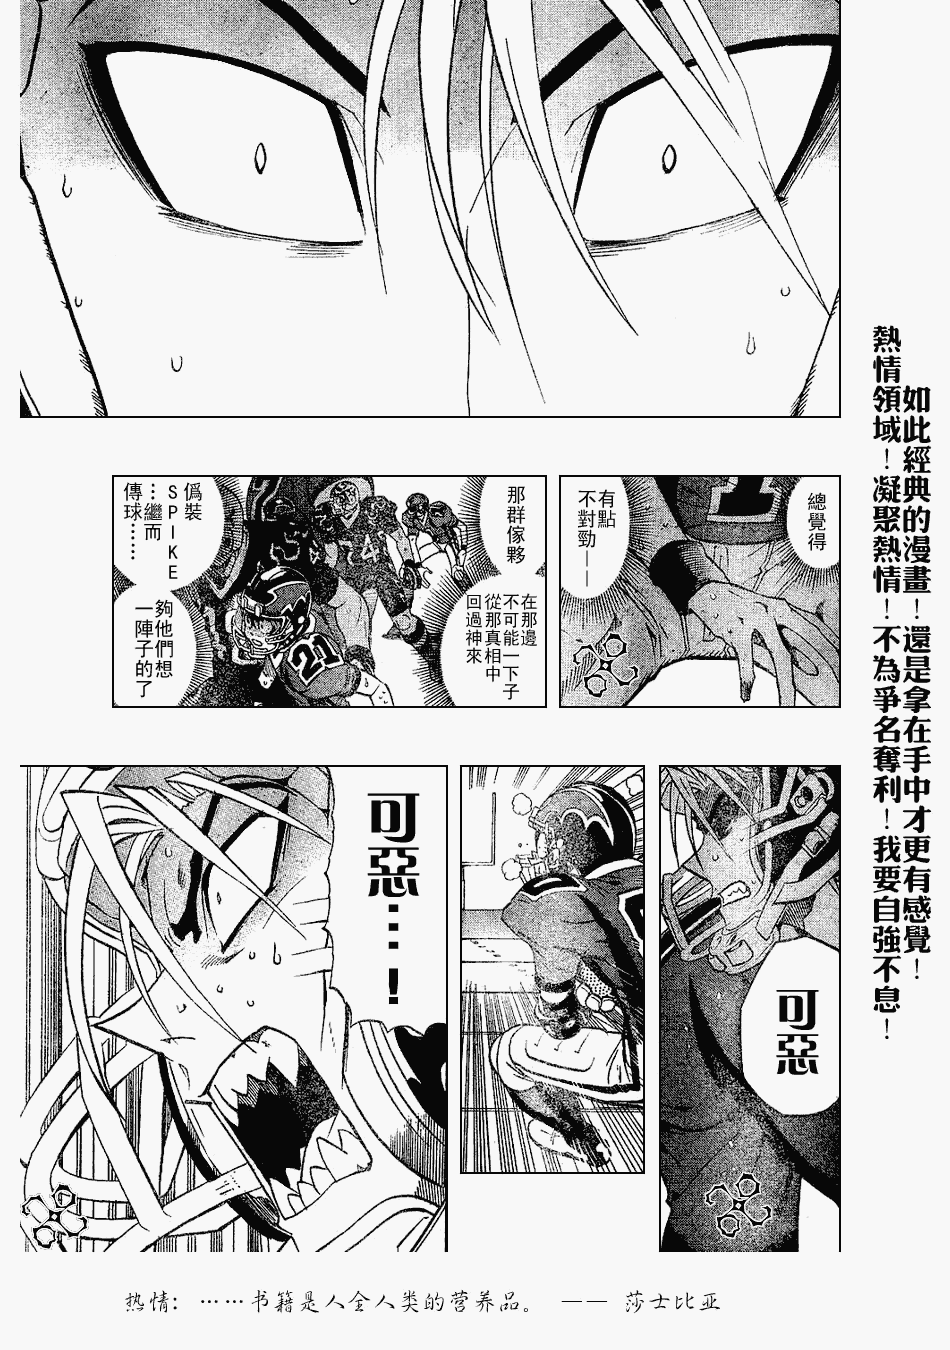 總覺得
有點
不對勁——
那群傢夥
在那邊
不可能一下子
從那真相中
回過神來
偽裝
SPIKE
…繼而
傳球……
夠他們想
一陣子的了
可惡
可惡…！
如此經典的漫畫！還是拿在手中才更有感覺！
熱情領域！凝聚熱情！不為爭名奪利！我要自強不息！
热情：……书籍是人全人类的营养品。——莎士比亚
21
74